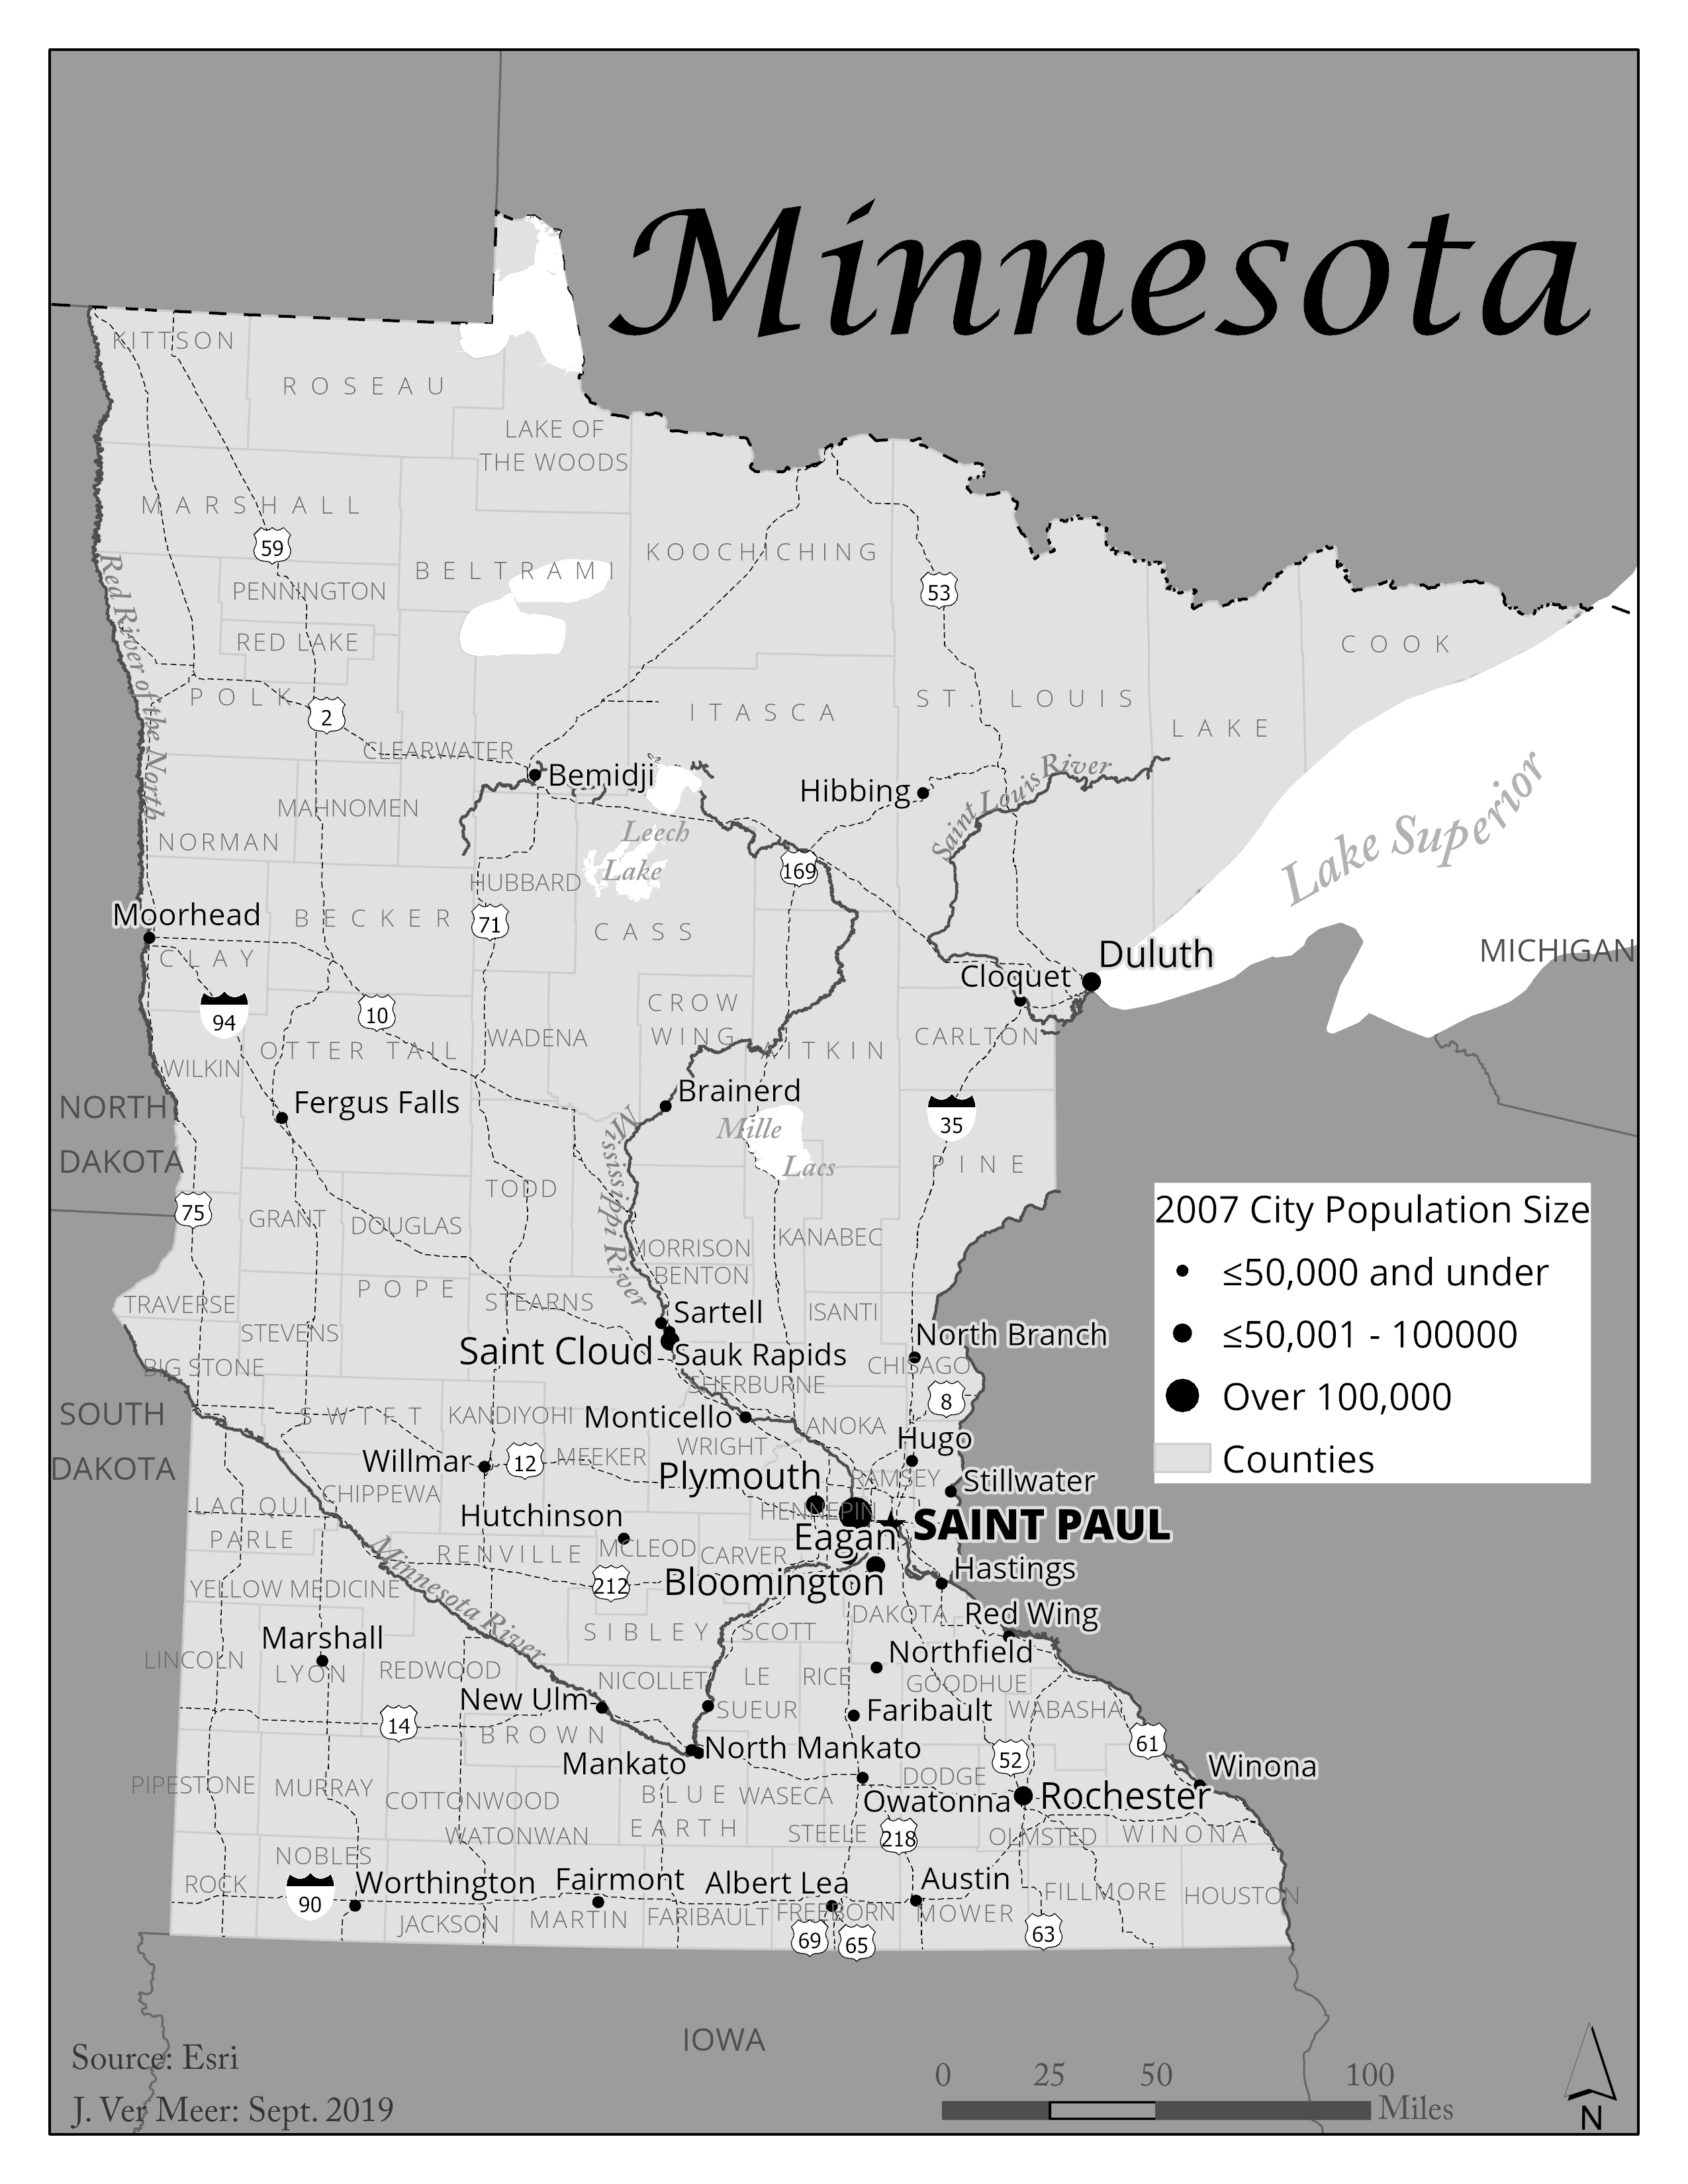 Minnesota
KITTSON
ROSEAU
LAKE OF
THE WOODS
MARSHALL
59
PENNINGTON
BELTRAMI
KOOCHICHING
53
RED LAKE
Red River of the North
POLK
2
COOK
ITASCA
ST. LOUIS
LAKE
CLEARWATER
Bemidji
Hibbing
Saint Louis River
MAHNOMEN
NORMAN
Leech
Lake
169
Lake Superior
HUBBARD
Moorhead
BECKER
71
CASS
CLAY
Duluth
MICHIGAN
Cloquet
94
10
CROW
WING
WADENA
OTTER TAIL
AITKIN
CARLTON
WILKIN
Fergus Falls
Brainerd
NORTH
DAKOTA
Mississippi River
Mille
Lacs
35
PINE
75
TODD
GRANT
DOUGLAS
KANABEC
MORRISON
BENTON
2007 City Population Size
≤50,000 and under
≤50,001 - 100000
Over 100,000
Counties
POPE
TRAVERSE
STEARNS
Sartell
ISANTI
STEVENS
Saint Cloud
Sauk Rapids
North Branch
CHISAGO
BIG STONE
SHERBURNE
8
SOUTH
DAKOTA
SWIFT
KANDIYOHI
Monticello
ANOKA
WRIGHT
Hugo
Willmar
12
MEEKER
Plymouth
RAMSEY
Stillwater
CHIPPEWA
LAC QUI
PARLE
Hutchinson
HENNEPIN
SAINT PAUL
Eagan
Minnesota River
RENVILLE
MCLEOD
CARVER
Hastings
YELLOW MEDICINE
212
Bloomington
DAKOTA
Red Wing
SIBLEY
SCOTT
Marshall
Northfield
LINCOLN
LYON
REDWOOD
NICOLLET
LE
SUEUR
RICE
GOODHUE
New Ulm
Faribault
WABASHA
14
BROWN
61
Mankato
North Mankato
52
Winona
PIPESTONE
MURRAY
COTTONWOOD
BLUE
EARTH
WASECA
DODGE
Owatonna
Rochester
WATONWAN
STEELE
218
OLMSTED
WINONA
NOBLES
ROCK
90
Worthington
Fairmont
Albert Lea
Austin
FILLMORE
HOUSTON
JACKSON
MARTIN
FARIBAULT
FREEBORN
MOWER
69
65
63
IOWA
Source: Esri
J. Ver Meer: Sept. 2019
0 25 50 100
Miles
N